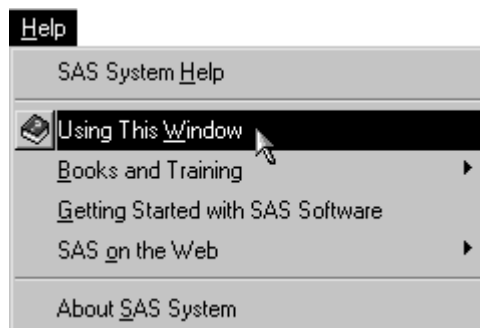 Help
SAS System Help
Using This Window
Books and Training
Getting Started with SAS Software
SAS on the Web
About SAS System